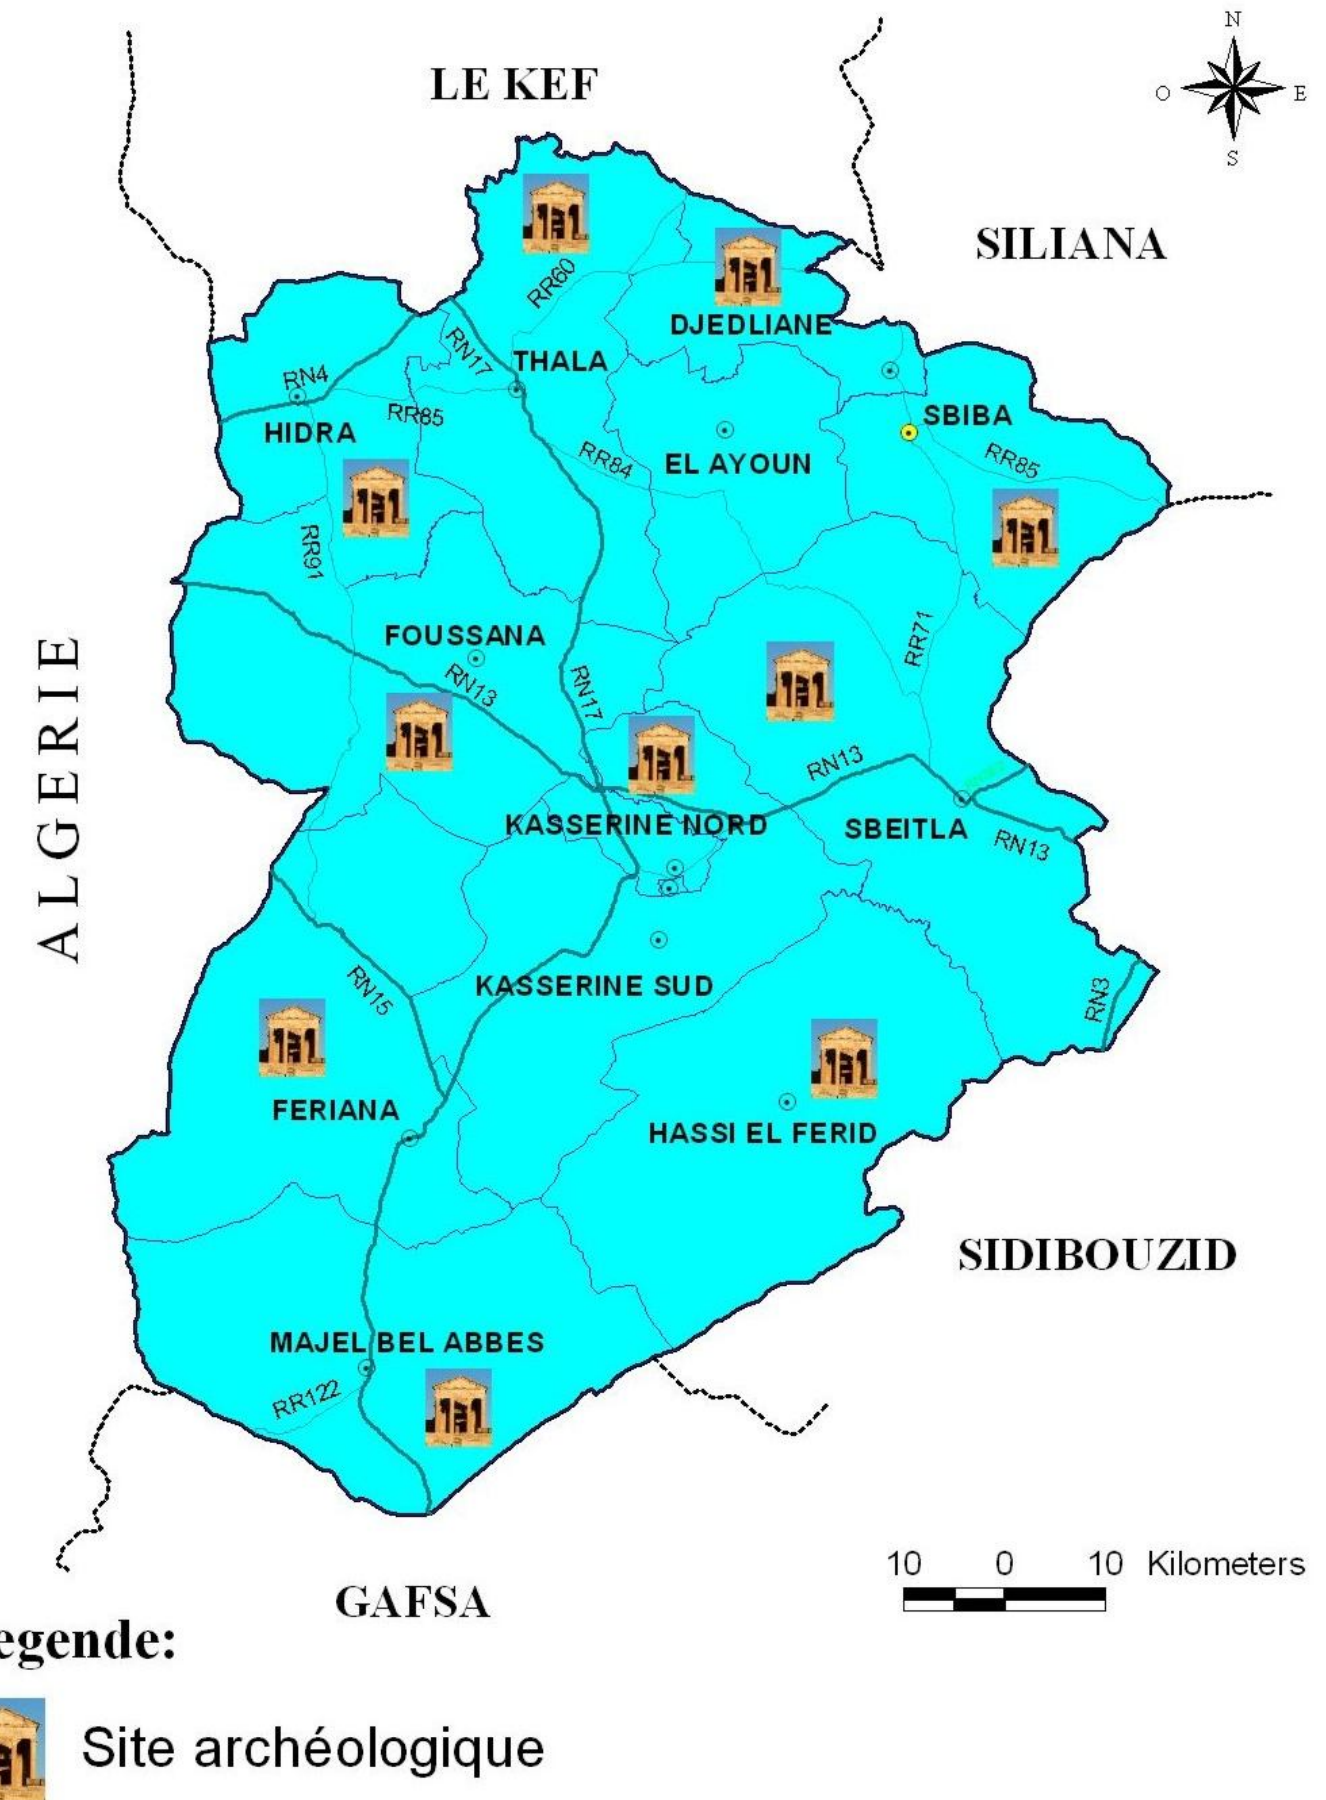 N
LE KEF
O
E
S
SILIANA
RR60
DJEDLIANE
RN17
THALA
RN4
RR85
HIDRA
SBIBA
RR84
EL AYOUN
RR85
RR91
FOUSSANA
RR71
RN13
RN17
ALGERIE
RN13
KASSERINE NORD
SBEITLA
RN13
RN15
KASSERINE SUD
RN3
FERIANA
HASSI EL FERID
SIDIBOUZID
MAJEL BEL ABBES
RR122
10 0 10 Kilometers
GAFSA
egende:
Site archéologique